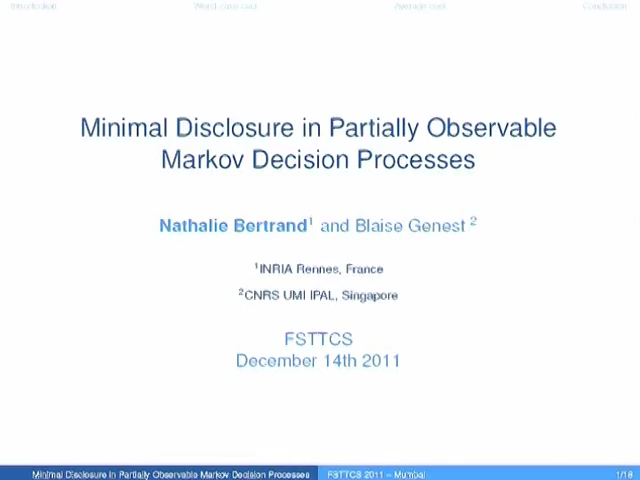 Introduction Worst-case cost Average cost Conclusion
Minimal Disclosure in Partially Observable
Markov Decision Processes
Nathalie Bertrand¹ and Blaise Genest ²
¹INRIA Rennes, France
²CNRS UMI IPAL, Singapore
FSTTCS
December 14th 2011
Minimal Disclosure in Partially Observable Markov Decision Processes FSTTCS 2011 – Mumbai 1/18